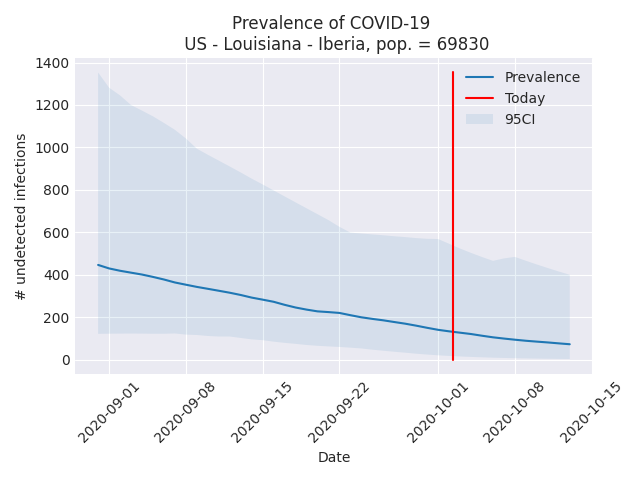 Prevalence of COVID-19
US - Louisiana - Iberia, pop. = 69830
1400
1200
1000
800
600
400
200
0
# undetected infections
Prevalence
Today
95CI
2020-09-01
2020-09-08
2020-09-15
2020-09-22
2020-10-01
2020-10-08
2020-10-15
Date